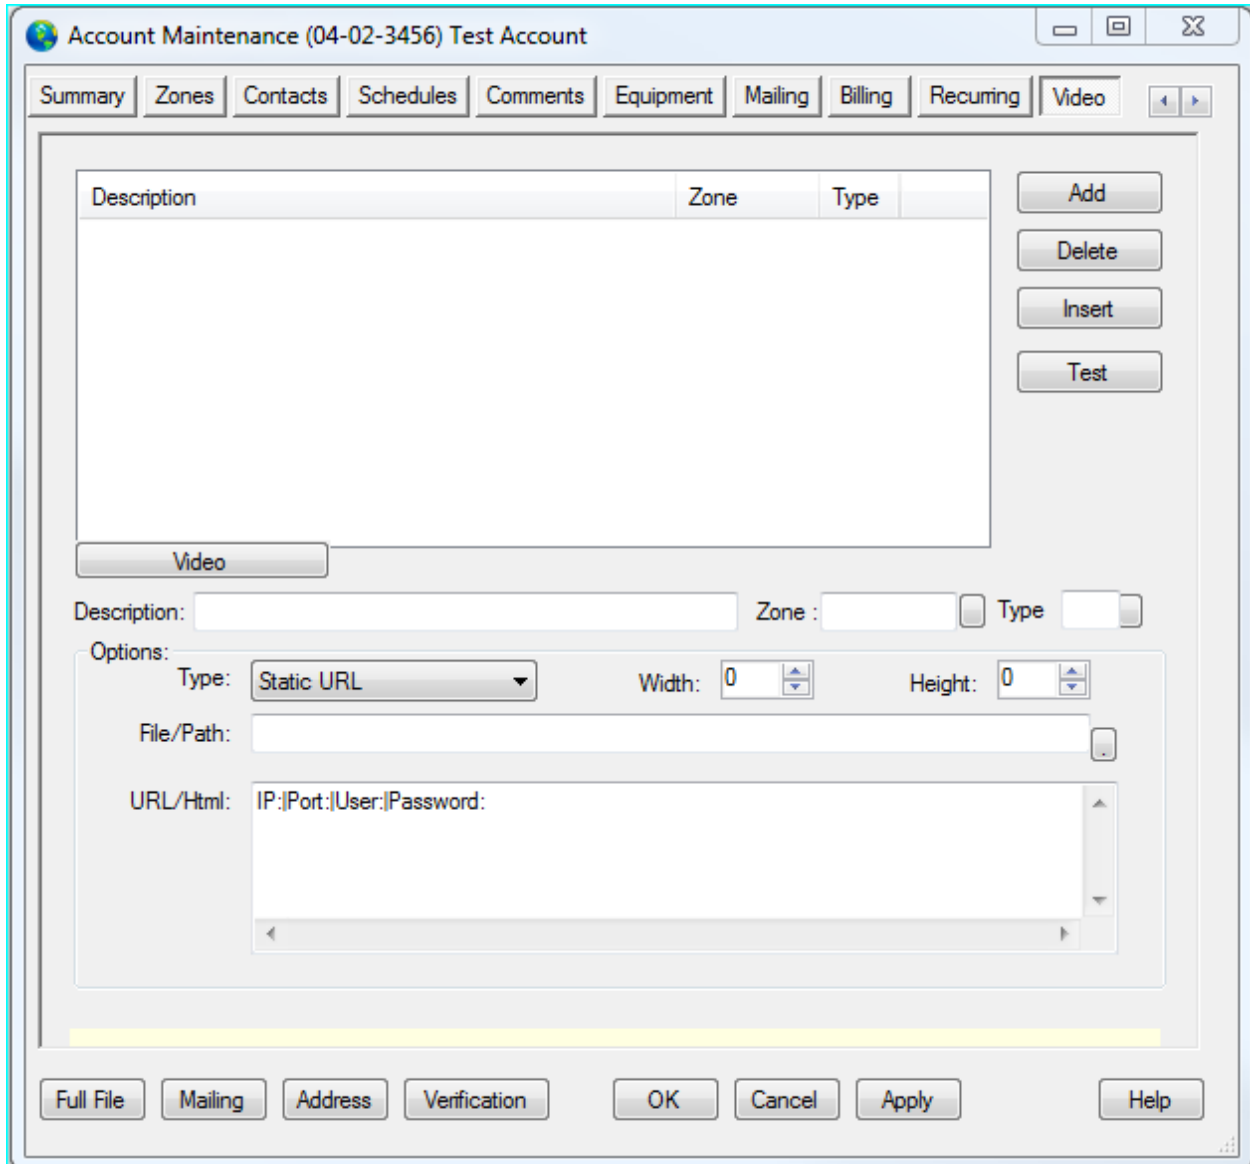 Account Maintenance (04-02-3456) Test Account
Summary Zones Contacts Schedules Comments Equipment Mailing Billing Recurring Video
Description Zone Type
Add
Delete
Insert
Test
Video
Description: Zone : Type
Options:
Type: Static URL Width: 0 Height: 0
File/Path: .
URL/Html: IP:|Port:|User:|Password:
Full File Mailing Address Verification OK Cancel Apply Help